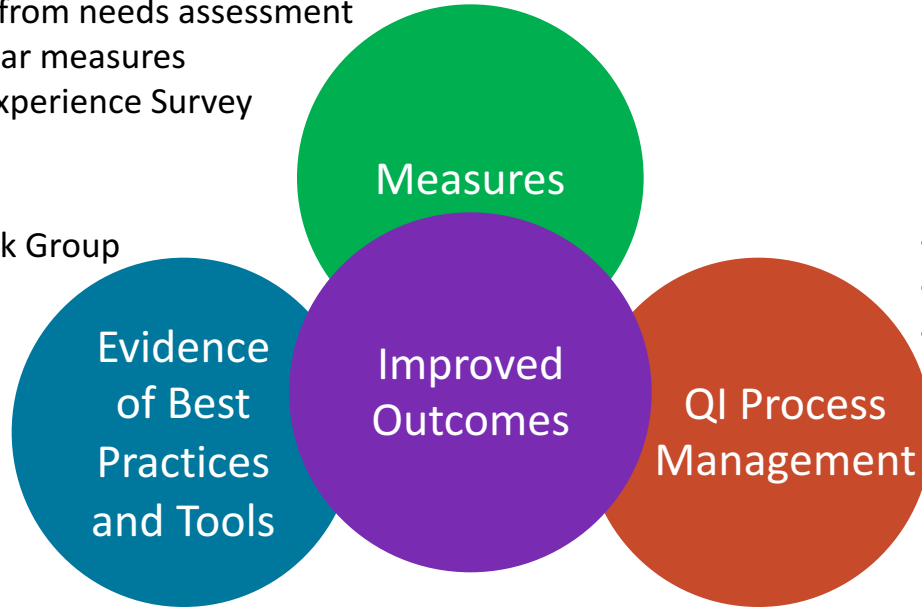 from needs assessment
ar measures
xperience Survey
Measures
k Group
Evidence
of Best
Practices
and Tools
Improved
Outcomes
QI Process
Management